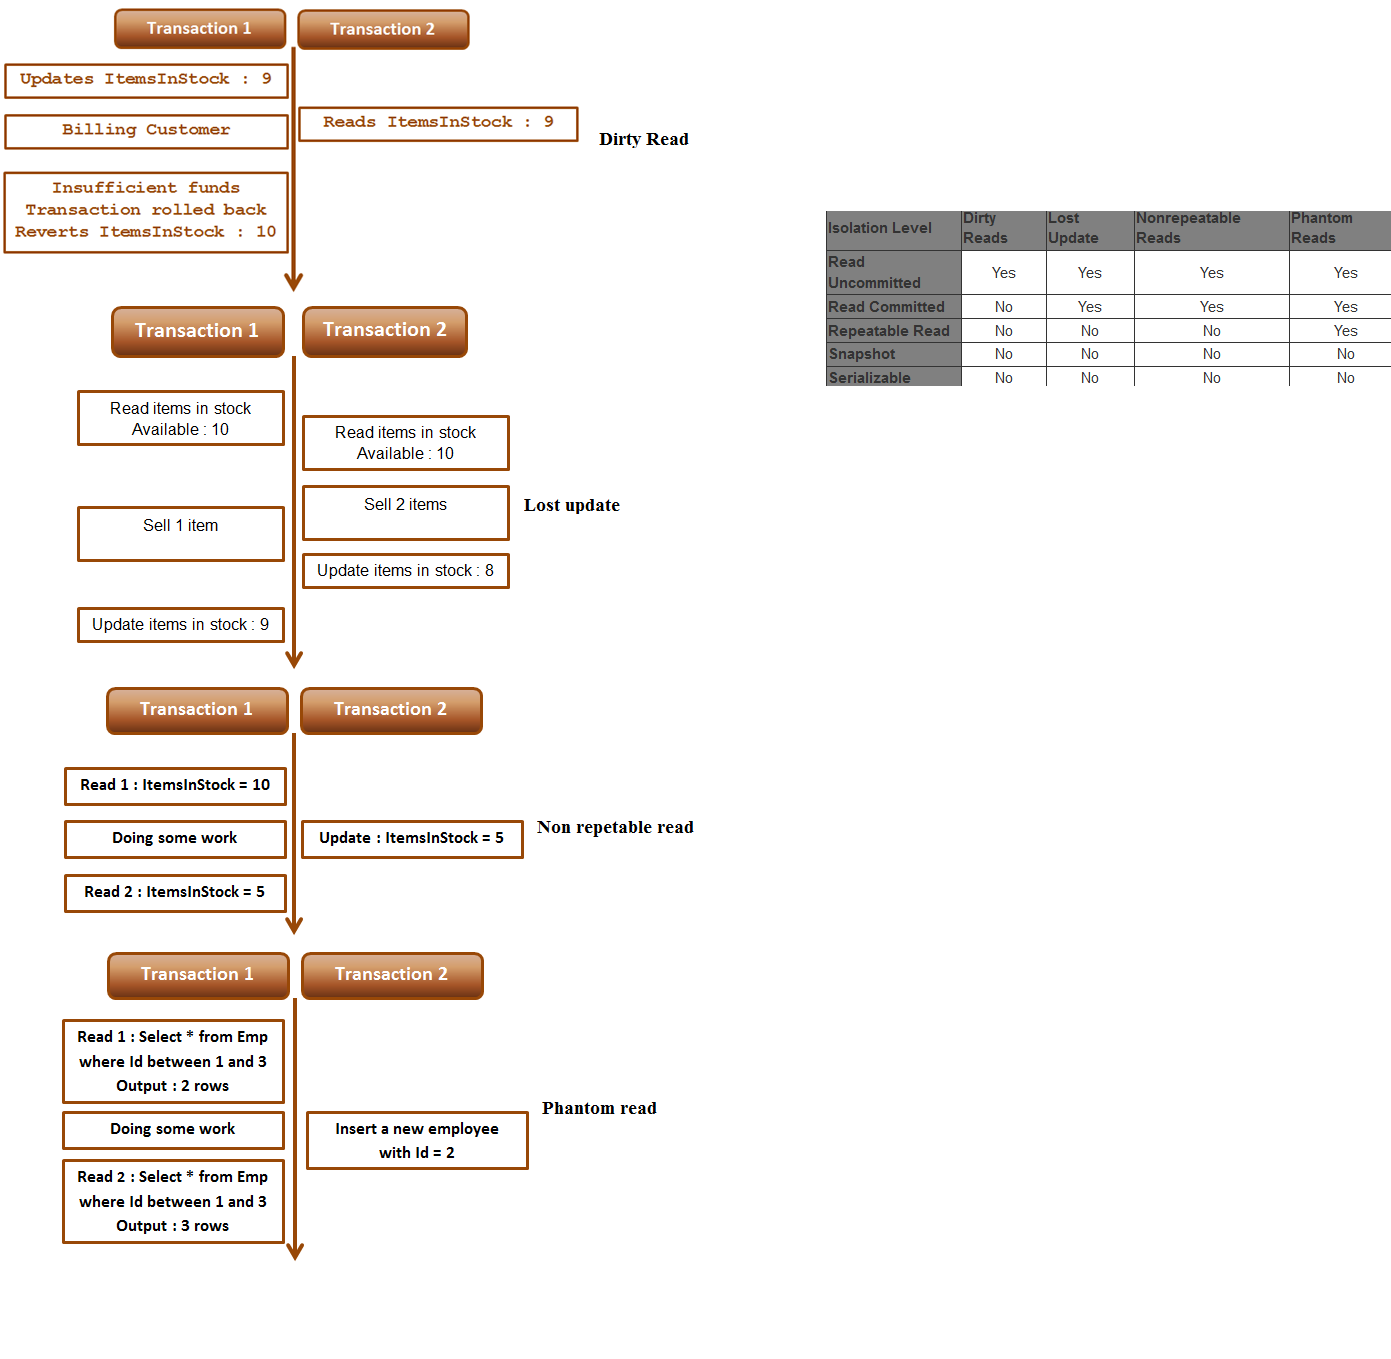 Transaction 1
Transaction 2
Updates ItemsInStock : 9
Reads ItemsInStock : 9
Billing Customer
Dirty Read
Insufficient funds
Transaction rolled back
Reverts ItemsInStock : 10
Transaction 1
Transaction 2
Read items in stock
Available : 10
Read items in stock
Available : 10
Sell 2 items
Lost update
Sell 1 item
Update items in stock : 8
Update items in stock : 9
Transaction 1
Transaction 2
Read 1 : ItemsInStock = 10
Doing some work
Update : ItemsInStock = 5
Non repetable read
Read 2 : ItemsInStock = 5
Transaction 1
Transaction 2
Read 1 : Select * from Emp
where Id between 1 and 3
Output : 2 rows
Phantom read
Doing some work
Insert a new employee
with Id = 2
Read 2 : Select * from Emp
where Id between 1 and 3
Output : 3 rows
Isolation Level
Dirty
Reads
Lost
Update
Nonrepeatable
Reads
Phantom
Reads
Read
Uncommitted
Yes Yes Yes Yes
Read Committed No Yes Yes Yes
Repeatable Read No No No Yes
Snapshot No No No No
Serializable No No No No